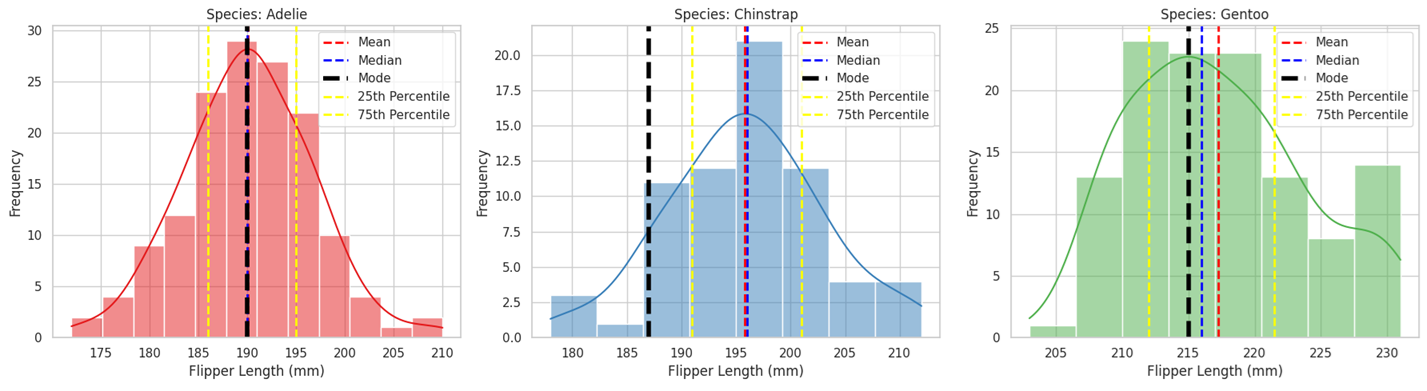 Species: Adelie
30
25
20
15
10
5
0
Frequency
175 180 185 190 195 200 205 210
Flipper Length (mm)
Mean
Median
Mode
25th Percentile
75th Percentile
Species: Chinstrap
20.0
17.5
15.0
12.5
10.0
7.5
5.0
2.5
0.0
Frequency
180 185 190 195 200 205 210
Flipper Length (mm)
Mean
Median
Mode
25th Percentile
75th Percentile
Species: Gentoo
25
20
15
10
5
0
Frequency
205 210 215 220 225 230
Flipper Length (mm)
Mean
Median
Mode
25th Percentile
75th Percentile